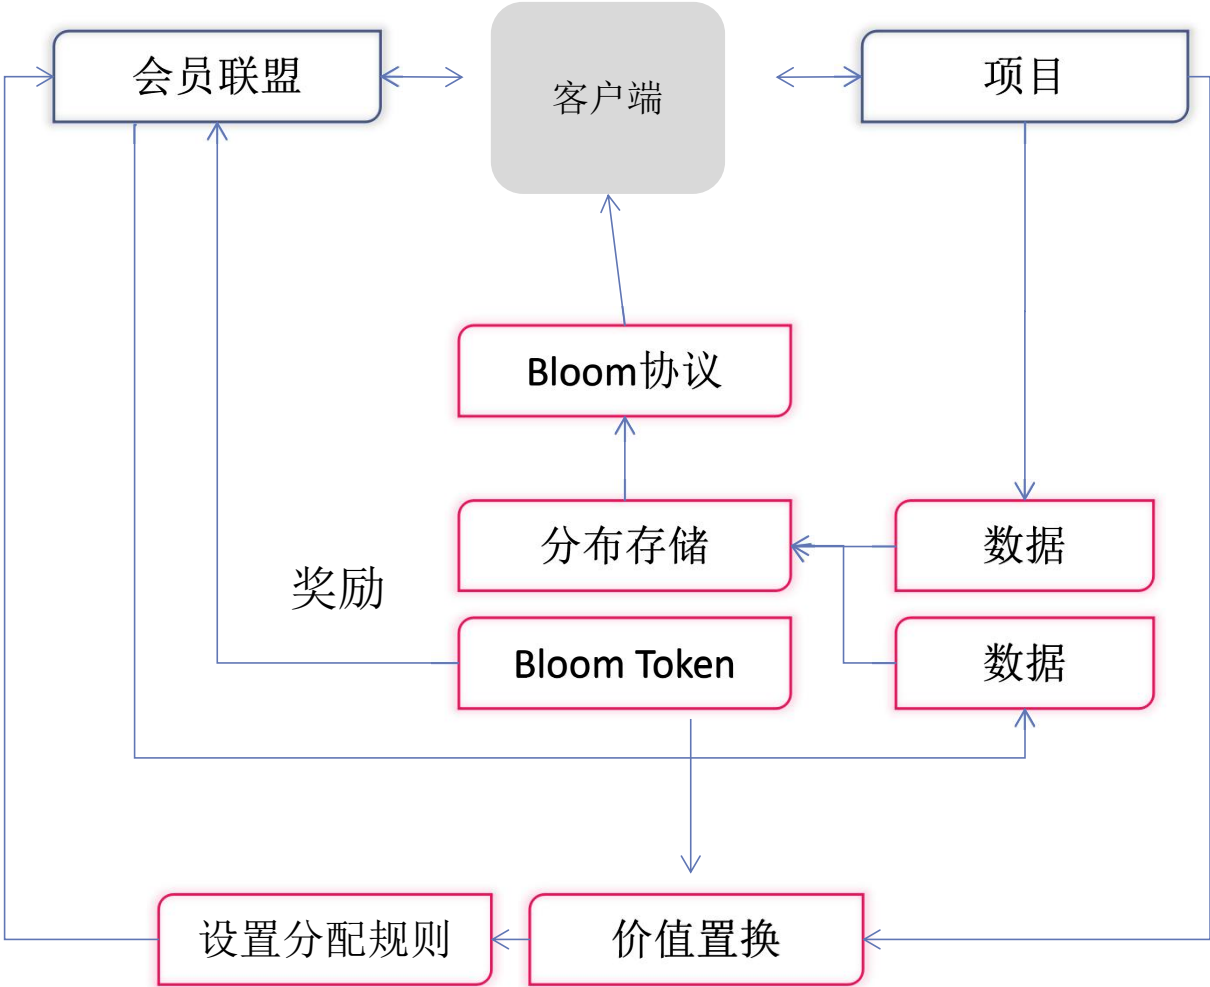 会员联盟
客户端
项目
Bloom协议
分布存储
数据
奖励
Bloom Token
数据
设置分配规则
价值置换